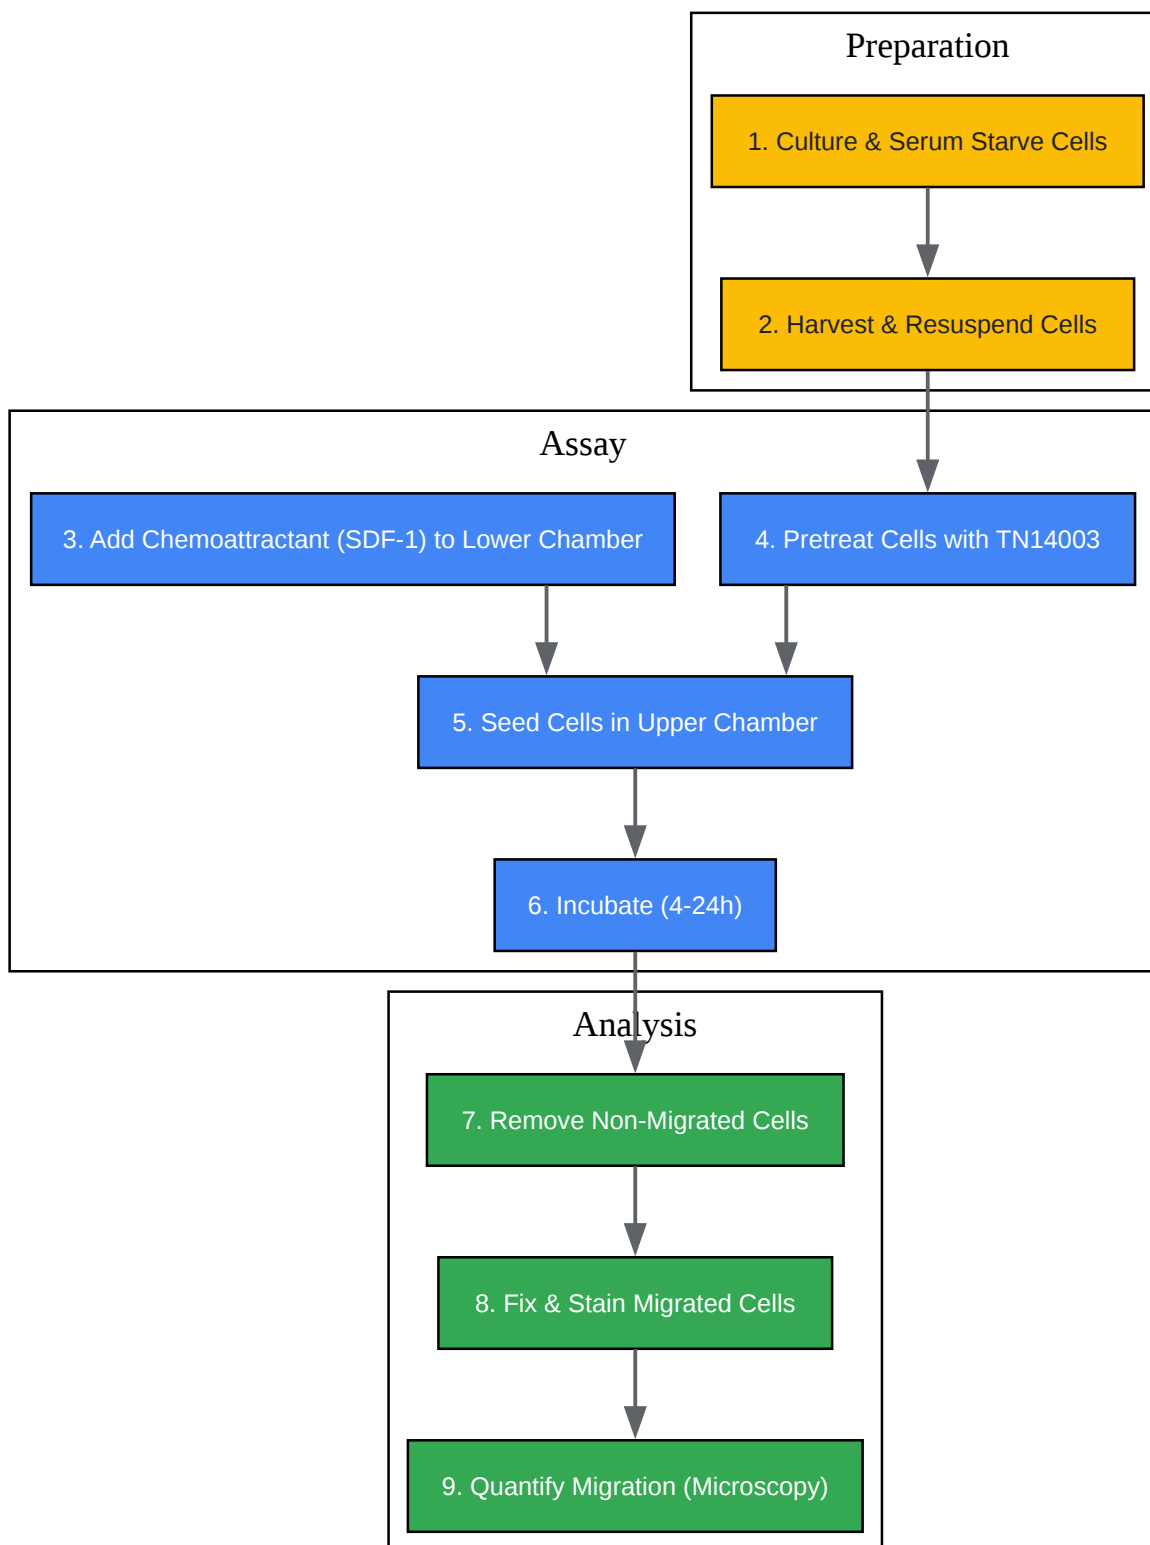 Preparation
1. Culture & Serum Starve Cells
2. Harvest & Resuspend Cells
Assay
3. Add Chemoattractant (SDF-1) to Lower Chamber
4. Pretreat Cells with TN14003
5. Seed Cells in Upper Chamber
6. Incubate (4-24h)
Analysis
7. Remove Non-Migrated Cells
8. Fix & Stain Migrated Cells
9. Quantify Migration (Microscopy)